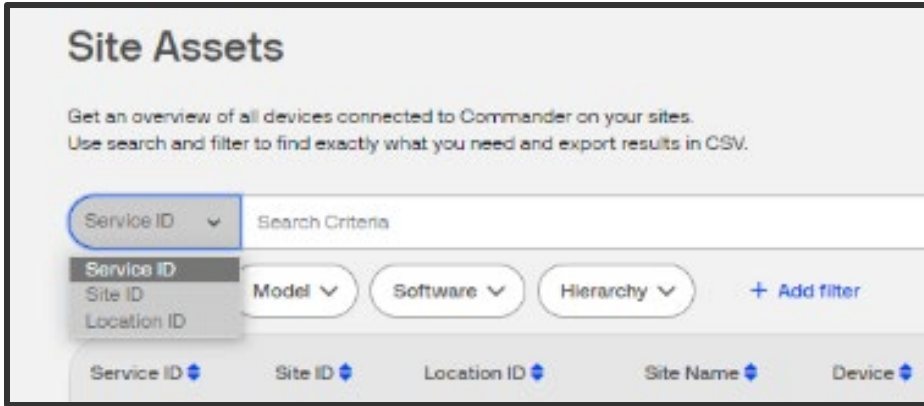 Site Assets
Get an overview of all devices connected to Commander on your sites.
Use search and filter to find exactly what you need and export results in CSV.
Service ID Search Criteria
Service ID
Site ID
Location ID
Model Software Hierarchy + Add filter
Service ID Site ID Location ID Site Name Device